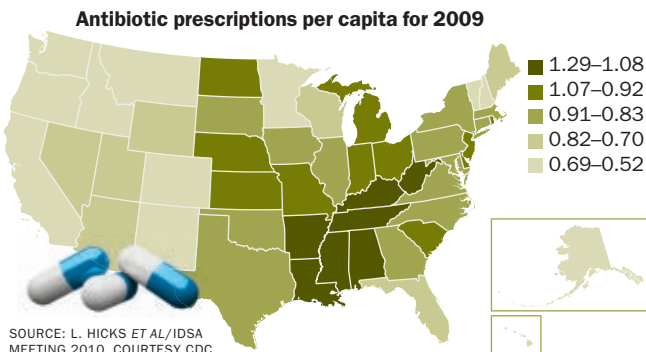 Antibiotic prescriptions per capita for 2009
1.29–1.08
1.07–0.92
0.91–0.83
0.82–0.70
0.69–0.52
SOURCE: L. HICKS ET AL/IDSA
MEETING 2010, COURTESY CDC